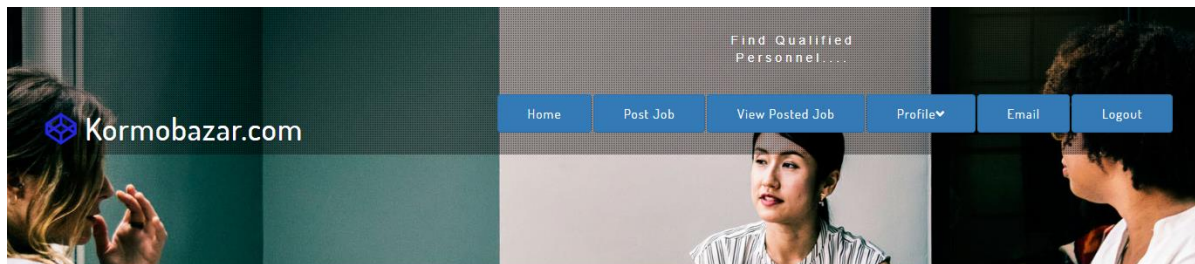 Find Qualified
Personnel....
Kormobazar.com
Home Post Job View Posted Job Profile Email Logout